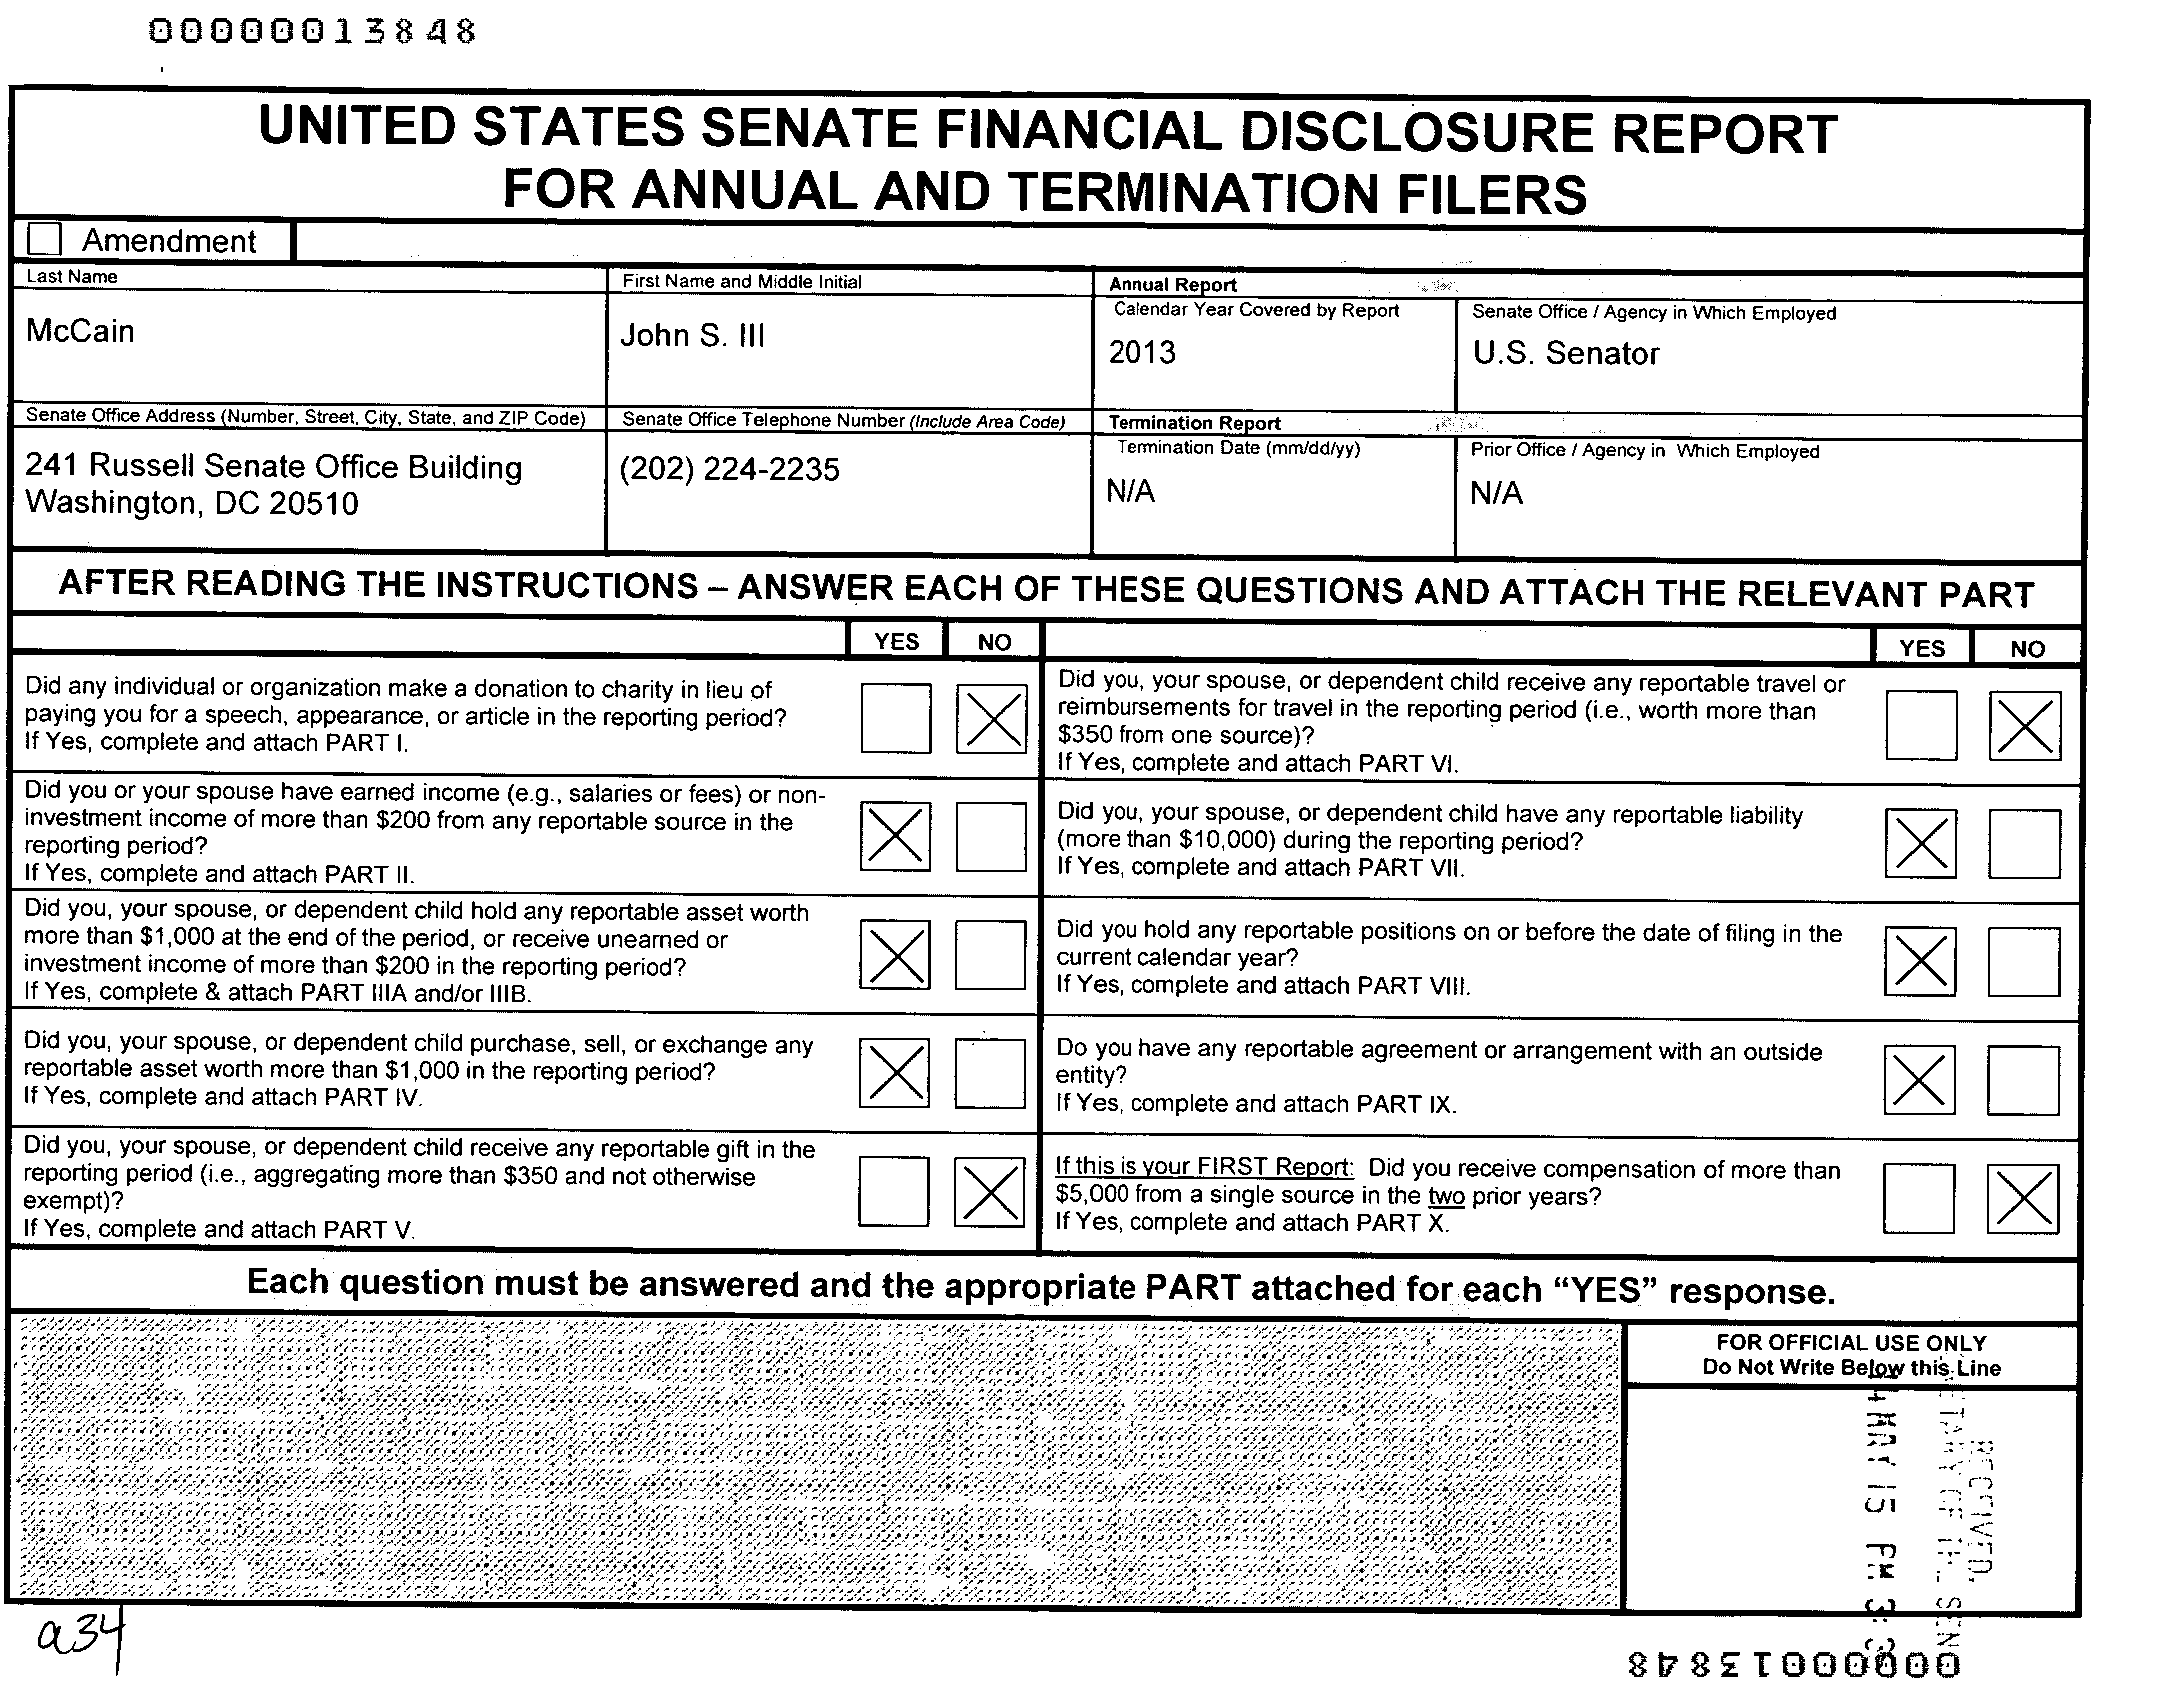 00000013848
UNITED STATES SENATE FINANCIAL DISCLOSURE REPORT
FOR ANNUAL AND TERMINATION FILERS
Amendment
Last Name
McCain
First Name and Middle Initial
John S. III
Annual Report
Calendar Year Covered by Report
2013
Senate Office / Agency in Which Employed
U.S. Senator
Senate Office Address (Number, Street, City, State, and ZIP Code)
241 Russell Senate Office Building
Washington, DC 20510
Senate Office Telephone Number (Include Area Code)
(202) 224-2235
Termination Report
Termination Date (mm/dd/yy)
N/A
Prior Office / Agency in Which Employed
N/A
AFTER READING THE INSTRUCTIONS – ANSWER EACH OF THESE QUESTIONS AND ATTACH THE RELEVANT PART
YES NO
Did any individual or organization make a donation to charity in lieu of
paying you for a speech, appearance, or article in the reporting period?
If Yes, complete and attach PART I.
Did you or your spouse have earned income (e.g., salaries or fees) or non-
investment income of more than $200 from any reportable source in the
reporting period?
If Yes, complete and attach PART II.
Did you, your spouse, or dependent child hold any reportable asset worth
more than $1,000 at the end of the period, or receive unearned or
investment income of more than $200 in the reporting period?
If Yes, complete & attach PART IIIA and/or IIIB.
Did you, your spouse, or dependent child purchase, sell, or exchange any
reportable asset worth more than $1,000 in the reporting period?
If Yes, complete and attach PART IV.
Did you, your spouse, or dependent child receive any reportable gift in the
reporting period (i.e., aggregating more than $350 and not otherwise
exempt)?
If Yes, complete and attach PART V.
YES NO
Did you, your spouse, or dependent child receive any reportable travel or
reimbursements for travel in the reporting period (i.e., worth more than
$350 from one source)?
If Yes, complete and attach PART VI.
Did you, your spouse, or dependent child have any reportable liability
(more than $10,000) during the reporting period?
If Yes, complete and attach PART VII.
Did you hold any reportable positions on or before the date of filing in the
current calendar year?
If Yes, complete and attach PART VIII.
Do you have any reportable agreement or arrangement with an outside
entity?
If Yes, complete and attach PART IX.
If this is your FIRST Report: Did you receive compensation of more than
$5,000 from a single source in the two prior years?
If Yes, complete and attach PART X.
Each question must be answered and the appropriate PART attached for each “YES” response.
FOR OFFICIAL USE ONLY
Do Not Write Below this Line
MAY 15 PM
a34
00000013848